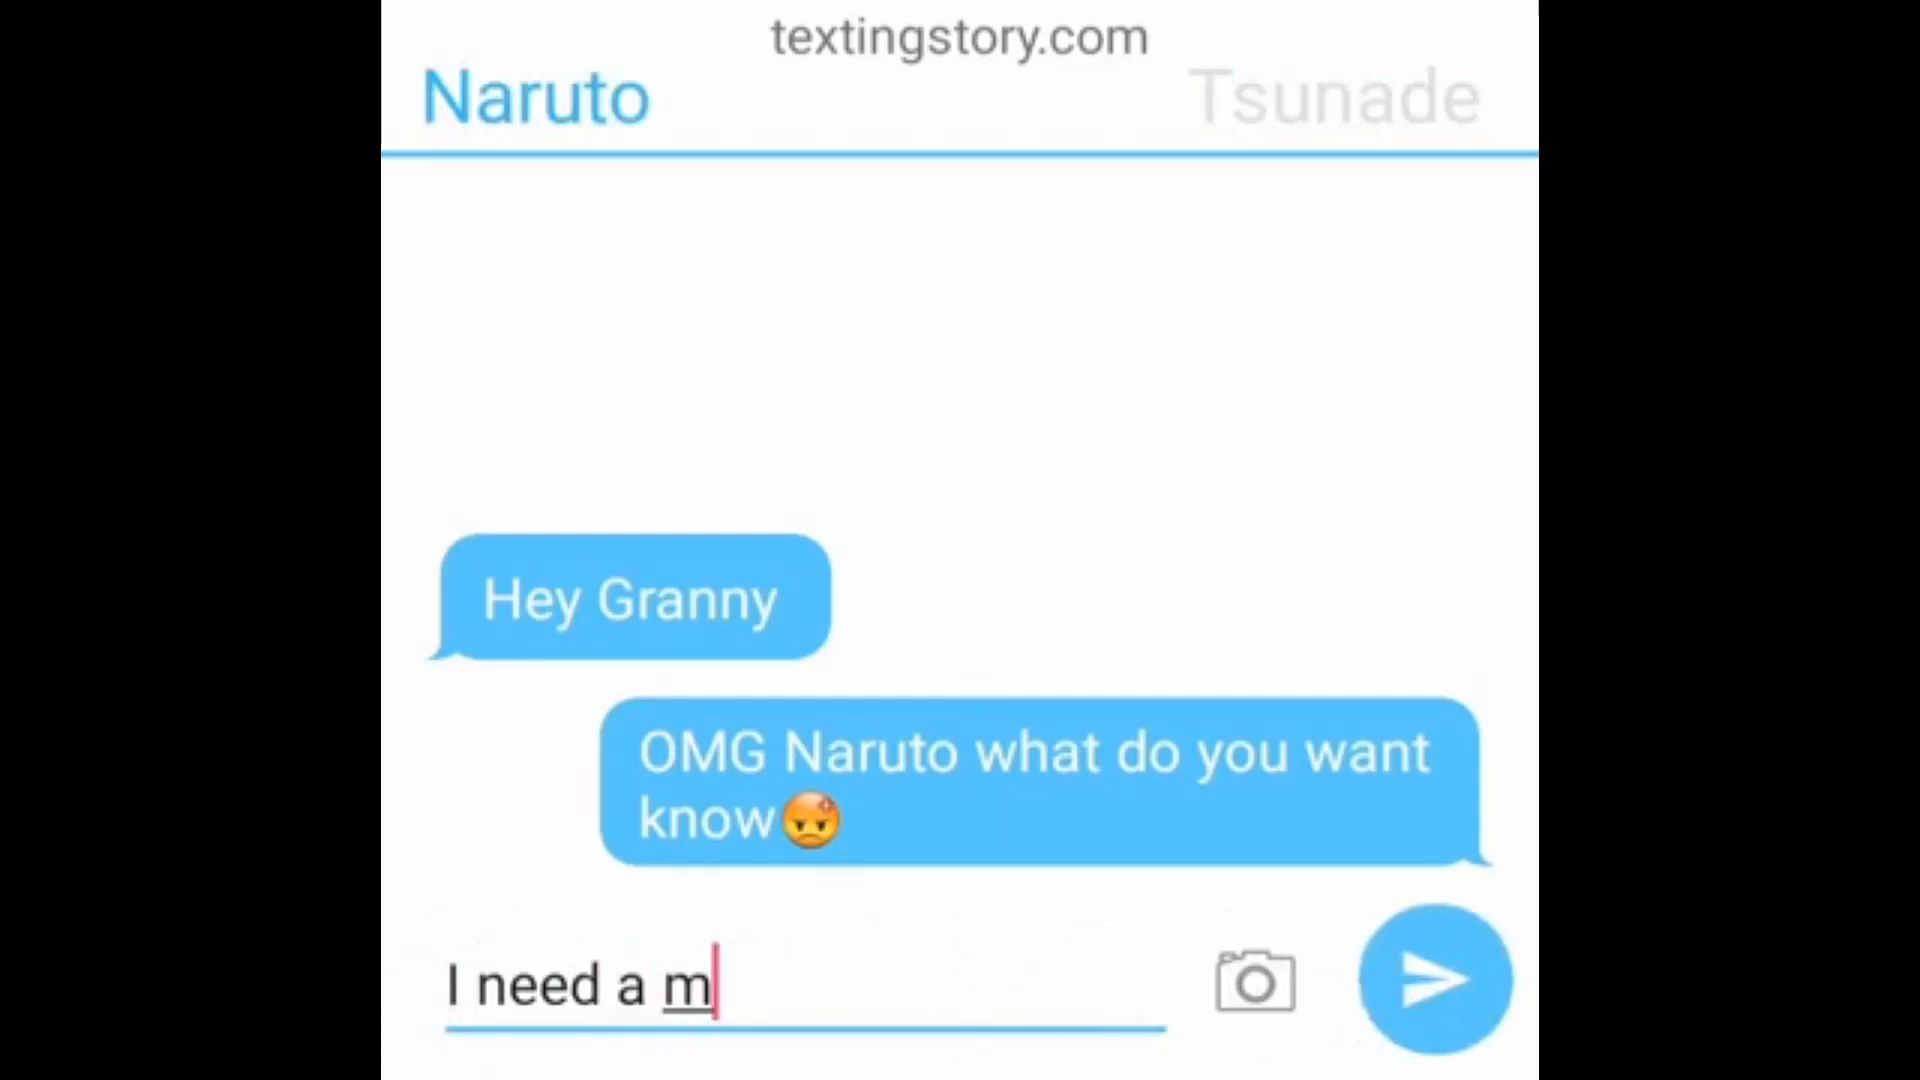 textingstory.com
Naruto Tsunade
Hey Granny
OMG Naruto what do you want
know😡
I need a m